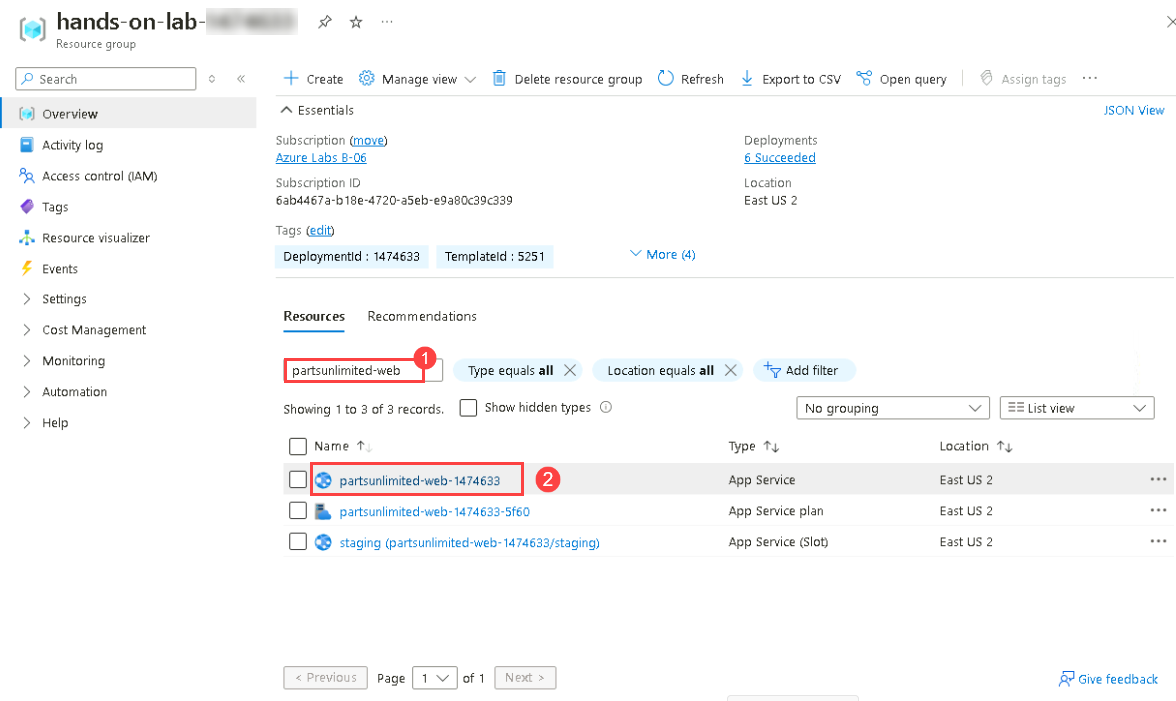 hands-on-lab-
Resource group
Search
Create Manage view Delete resource group Refresh Export to CSV Open query Assign tags
Overview
Activity log
Access control (IAM)
Tags
Resource visualizer
Events
Settings
Cost Management
Monitoring
Automation
Help
Essentials JSON View
Subscription (move)
Azure Labs B-06
Subscription ID
6ab4467a-b18e-4720-a5eb-e9a80c39c339
Deployments
6 Succeeded
Location
East US 2
Tags (edit)
DeploymentId : 1474633 TemplateId : 5251 More (4)
Resources Recommendations
1
partsunlimited-web Type equals all Location equals all Add filter
Showing 1 to 3 of 3 records. Show hidden types No grouping List view
Name Type Location
partsunlimited-web-1474633 2 App Service East US 2
partsunlimited-web-1474633-5f60 App Service plan East US 2
staging (partsunlimited-web-1474633/staging) App Service (Slot) East US 2
< Previous Page 1 of 1 Next > Give feedback